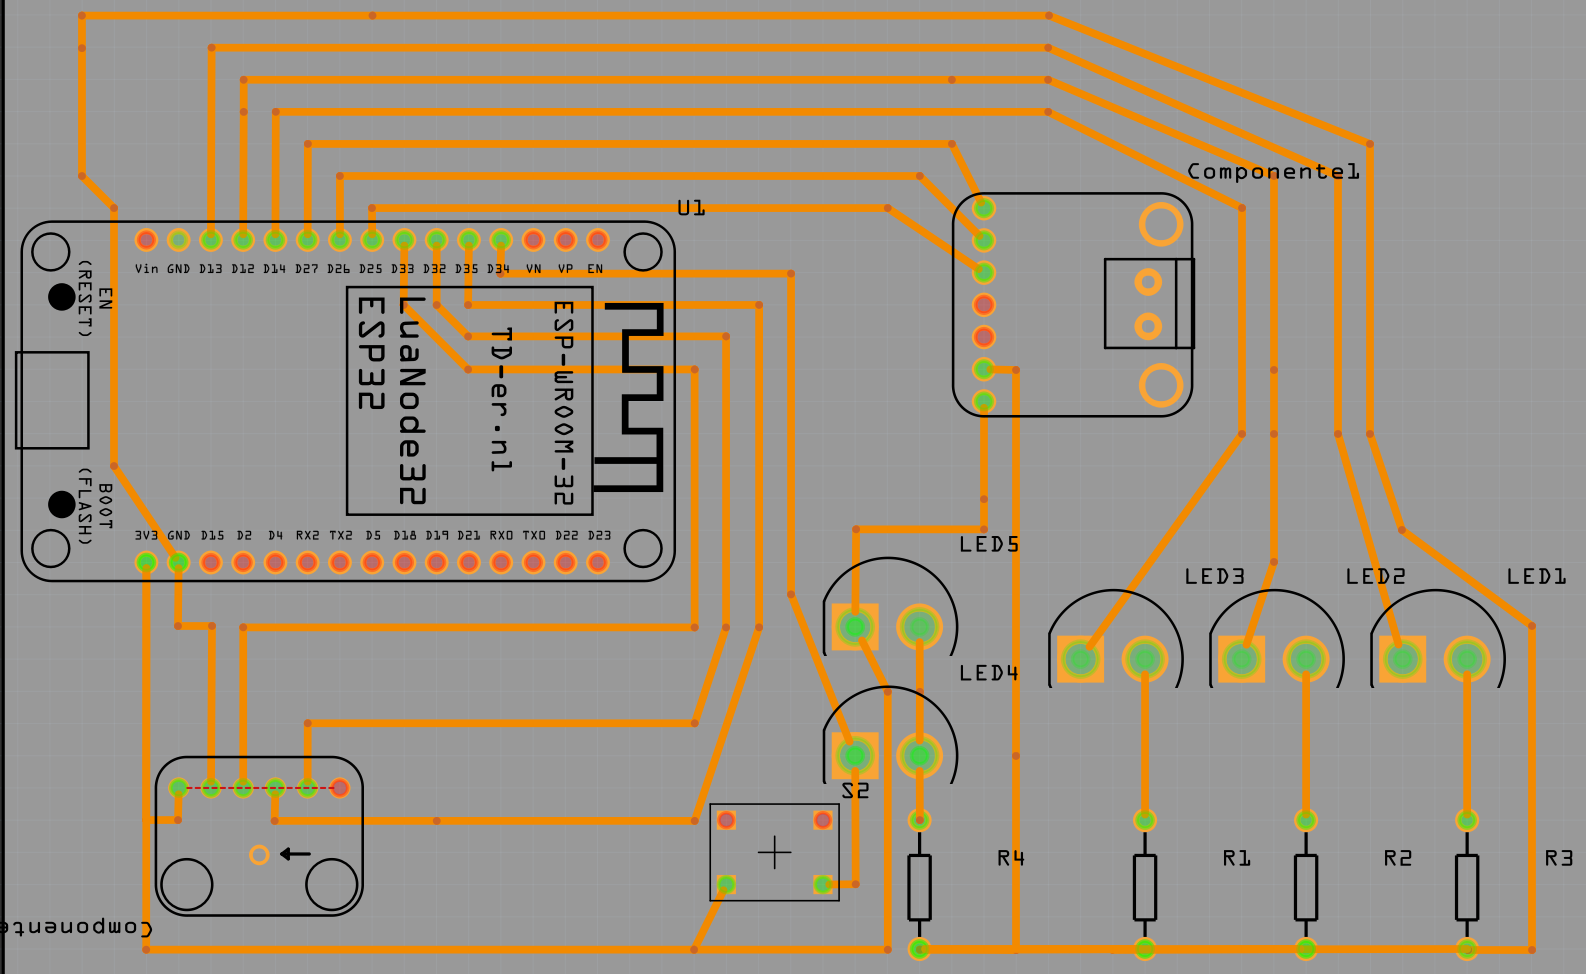 Componente1
U1
Vin GND D13 D12 D14 D27 D26 D25 D33 D32 D35 D34 VN VP EN
EN
(RESET)
ESP32
LuaNode32
TD-er.nl
ESP-WROOM-32
BOOT
(FLASH)
3V3 GND D15 D2 D4 RX2 TX2 D5 D18 D19 D21 RX0 TX0 D22 D23
LED5
LED3
LED2
LED1
LED4
S2
R4
R1
R2
R3
Componente